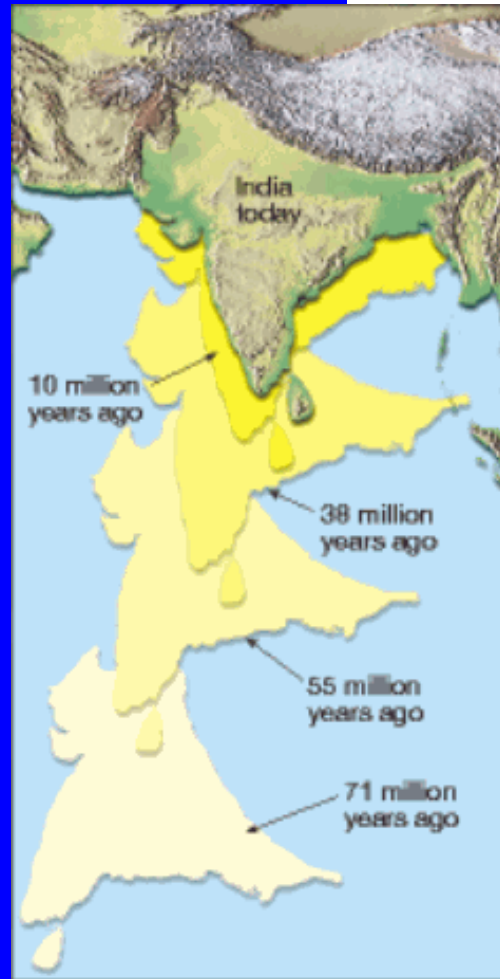 India
today
10 million
years ago
38 million
years ago
55 million
years ago
71 million
years ago